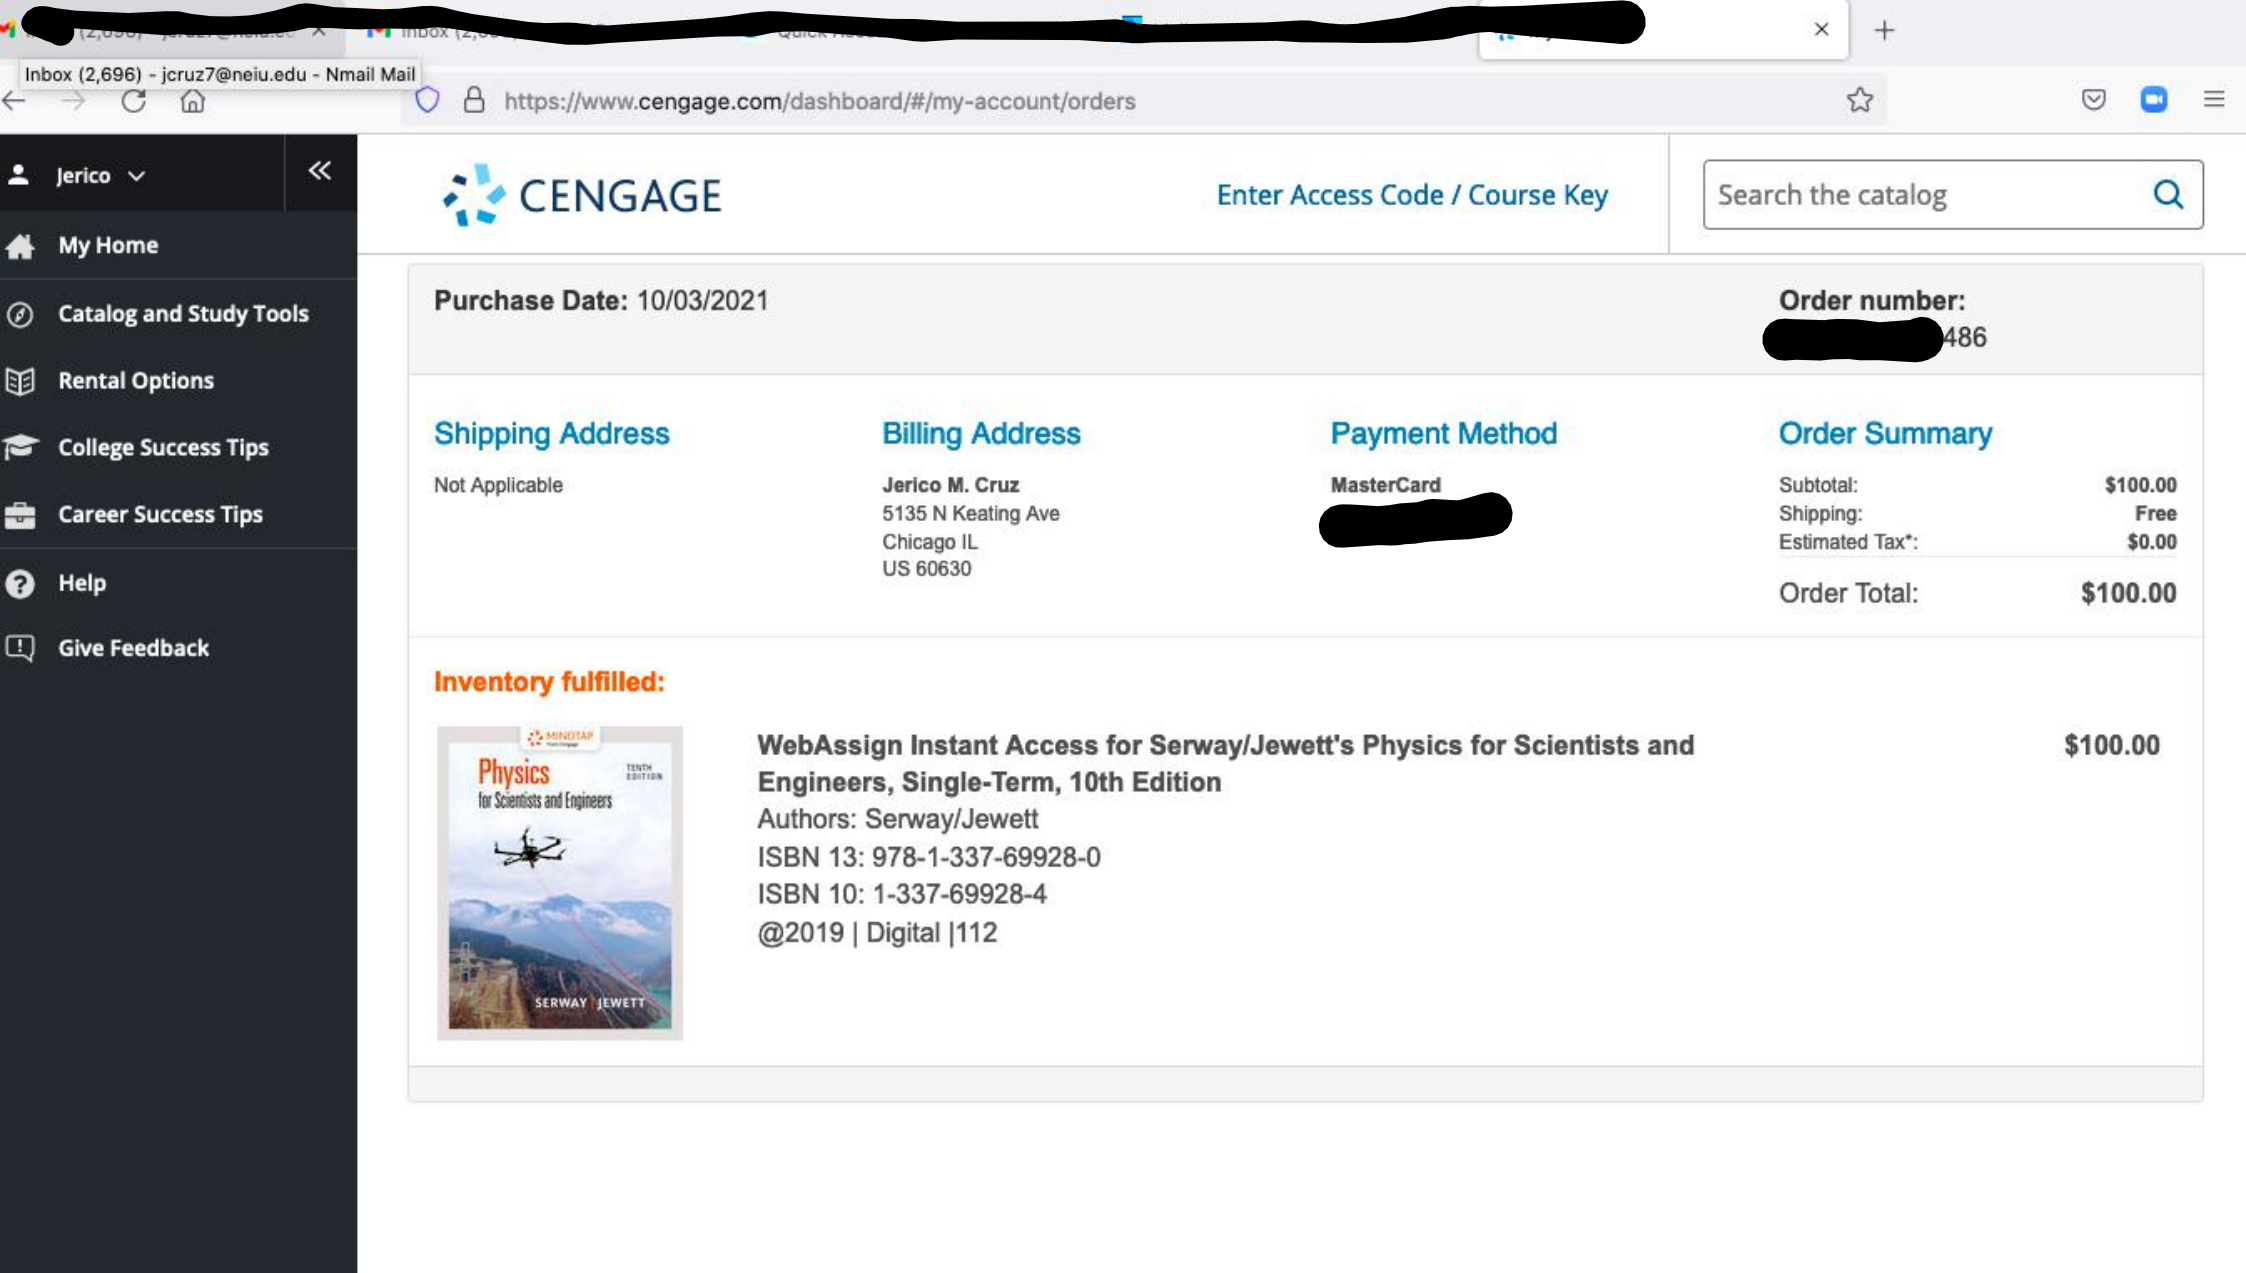 Inbox (2,696) - jcruz7@neiu.edu - Nmail Mail
https://www.cengage.com/dashboard/#/my-account/orders
Jerico
My Home
Catalog and Study Tools
Rental Options
College Success Tips
Career Success Tips
Help
Give Feedback
CENGAGE
Enter Access Code / Course Key
Search the catalog
Purchase Date: 10/03/2021
Order number:
486
Shipping Address
Not Applicable
Billing Address
Jerico M. Cruz
5135 N Keating Ave
Chicago IL
US 60630
Payment Method
MasterCard
Order Summary
Subtotal: $100.00
Shipping: Free
Estimated Tax*: $0.00
Order Total: $100.00
Inventory fulfilled:
MINDTAP
From Cengage
Physics
for Scientists and Engineers
TENTH
EDITION
SERWAY JEWETT
WebAssign Instant Access for Serway/Jewett's Physics for Scientists and $100.00
Engineers, Single-Term, 10th Edition
Authors: Serway/Jewett
ISBN 13: 978-1-337-69928-0
ISBN 10: 1-337-69928-4
@2019 | Digital |112